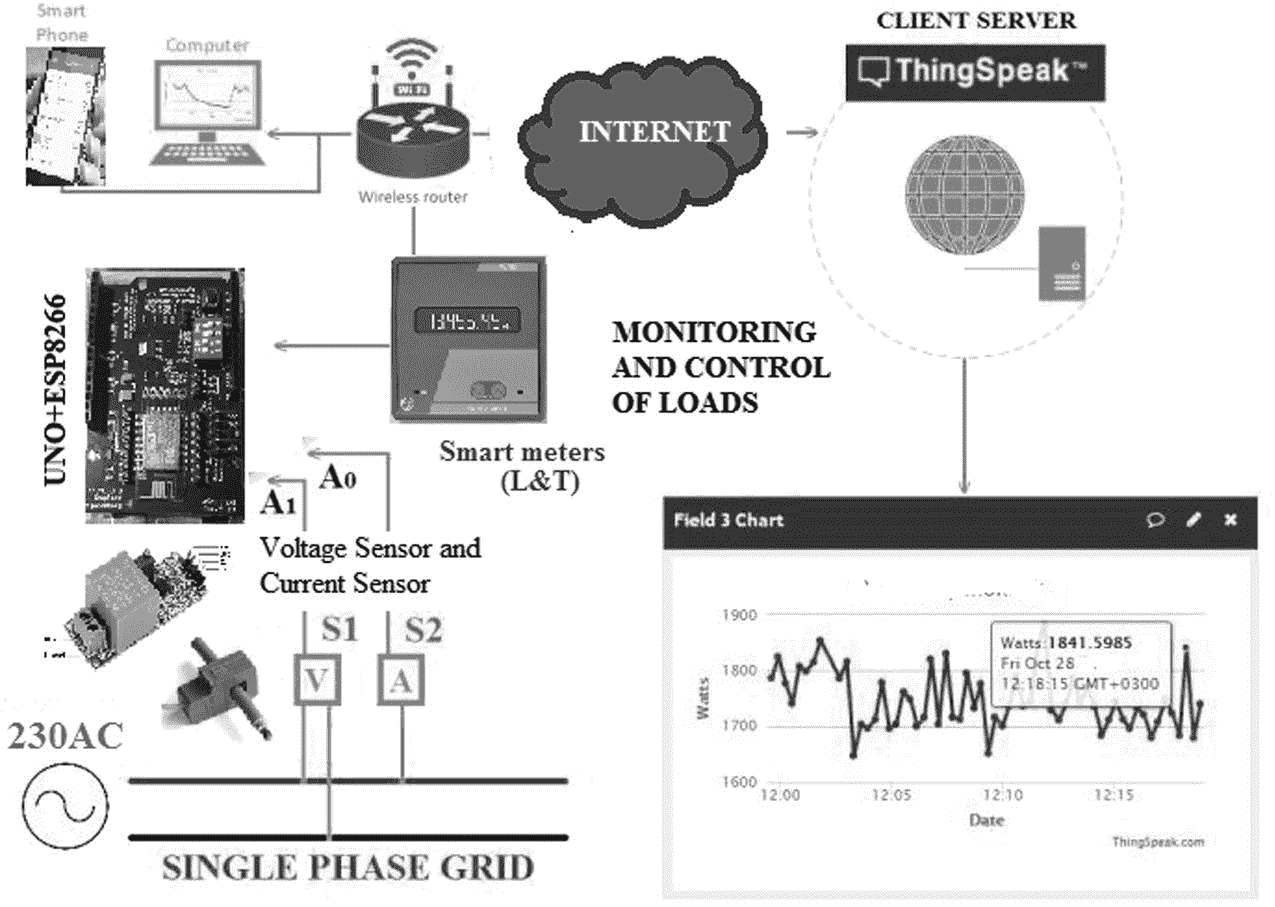 Smart
Phone
Computer
Wi Fi
Wireless router
INTERNET
CLIENT SERVER
ThingSpeak™
UNO+ESP8266
MONITORING
AND CONTROL
OF LOADS
Smart meters
(L&T)
A0
A1
Voltage Sensor and
Current Sensor
S1
S2
V
A
230AC
SINGLE PHASE GRID
Field 3 Chart
1900
1800
1700
1600
Watts
Watts:1841.5985
Fri Oct 28
12:18:15 GMT+0300
12:00
12:05
12:10
12:15
Date
ThingSpeak.com